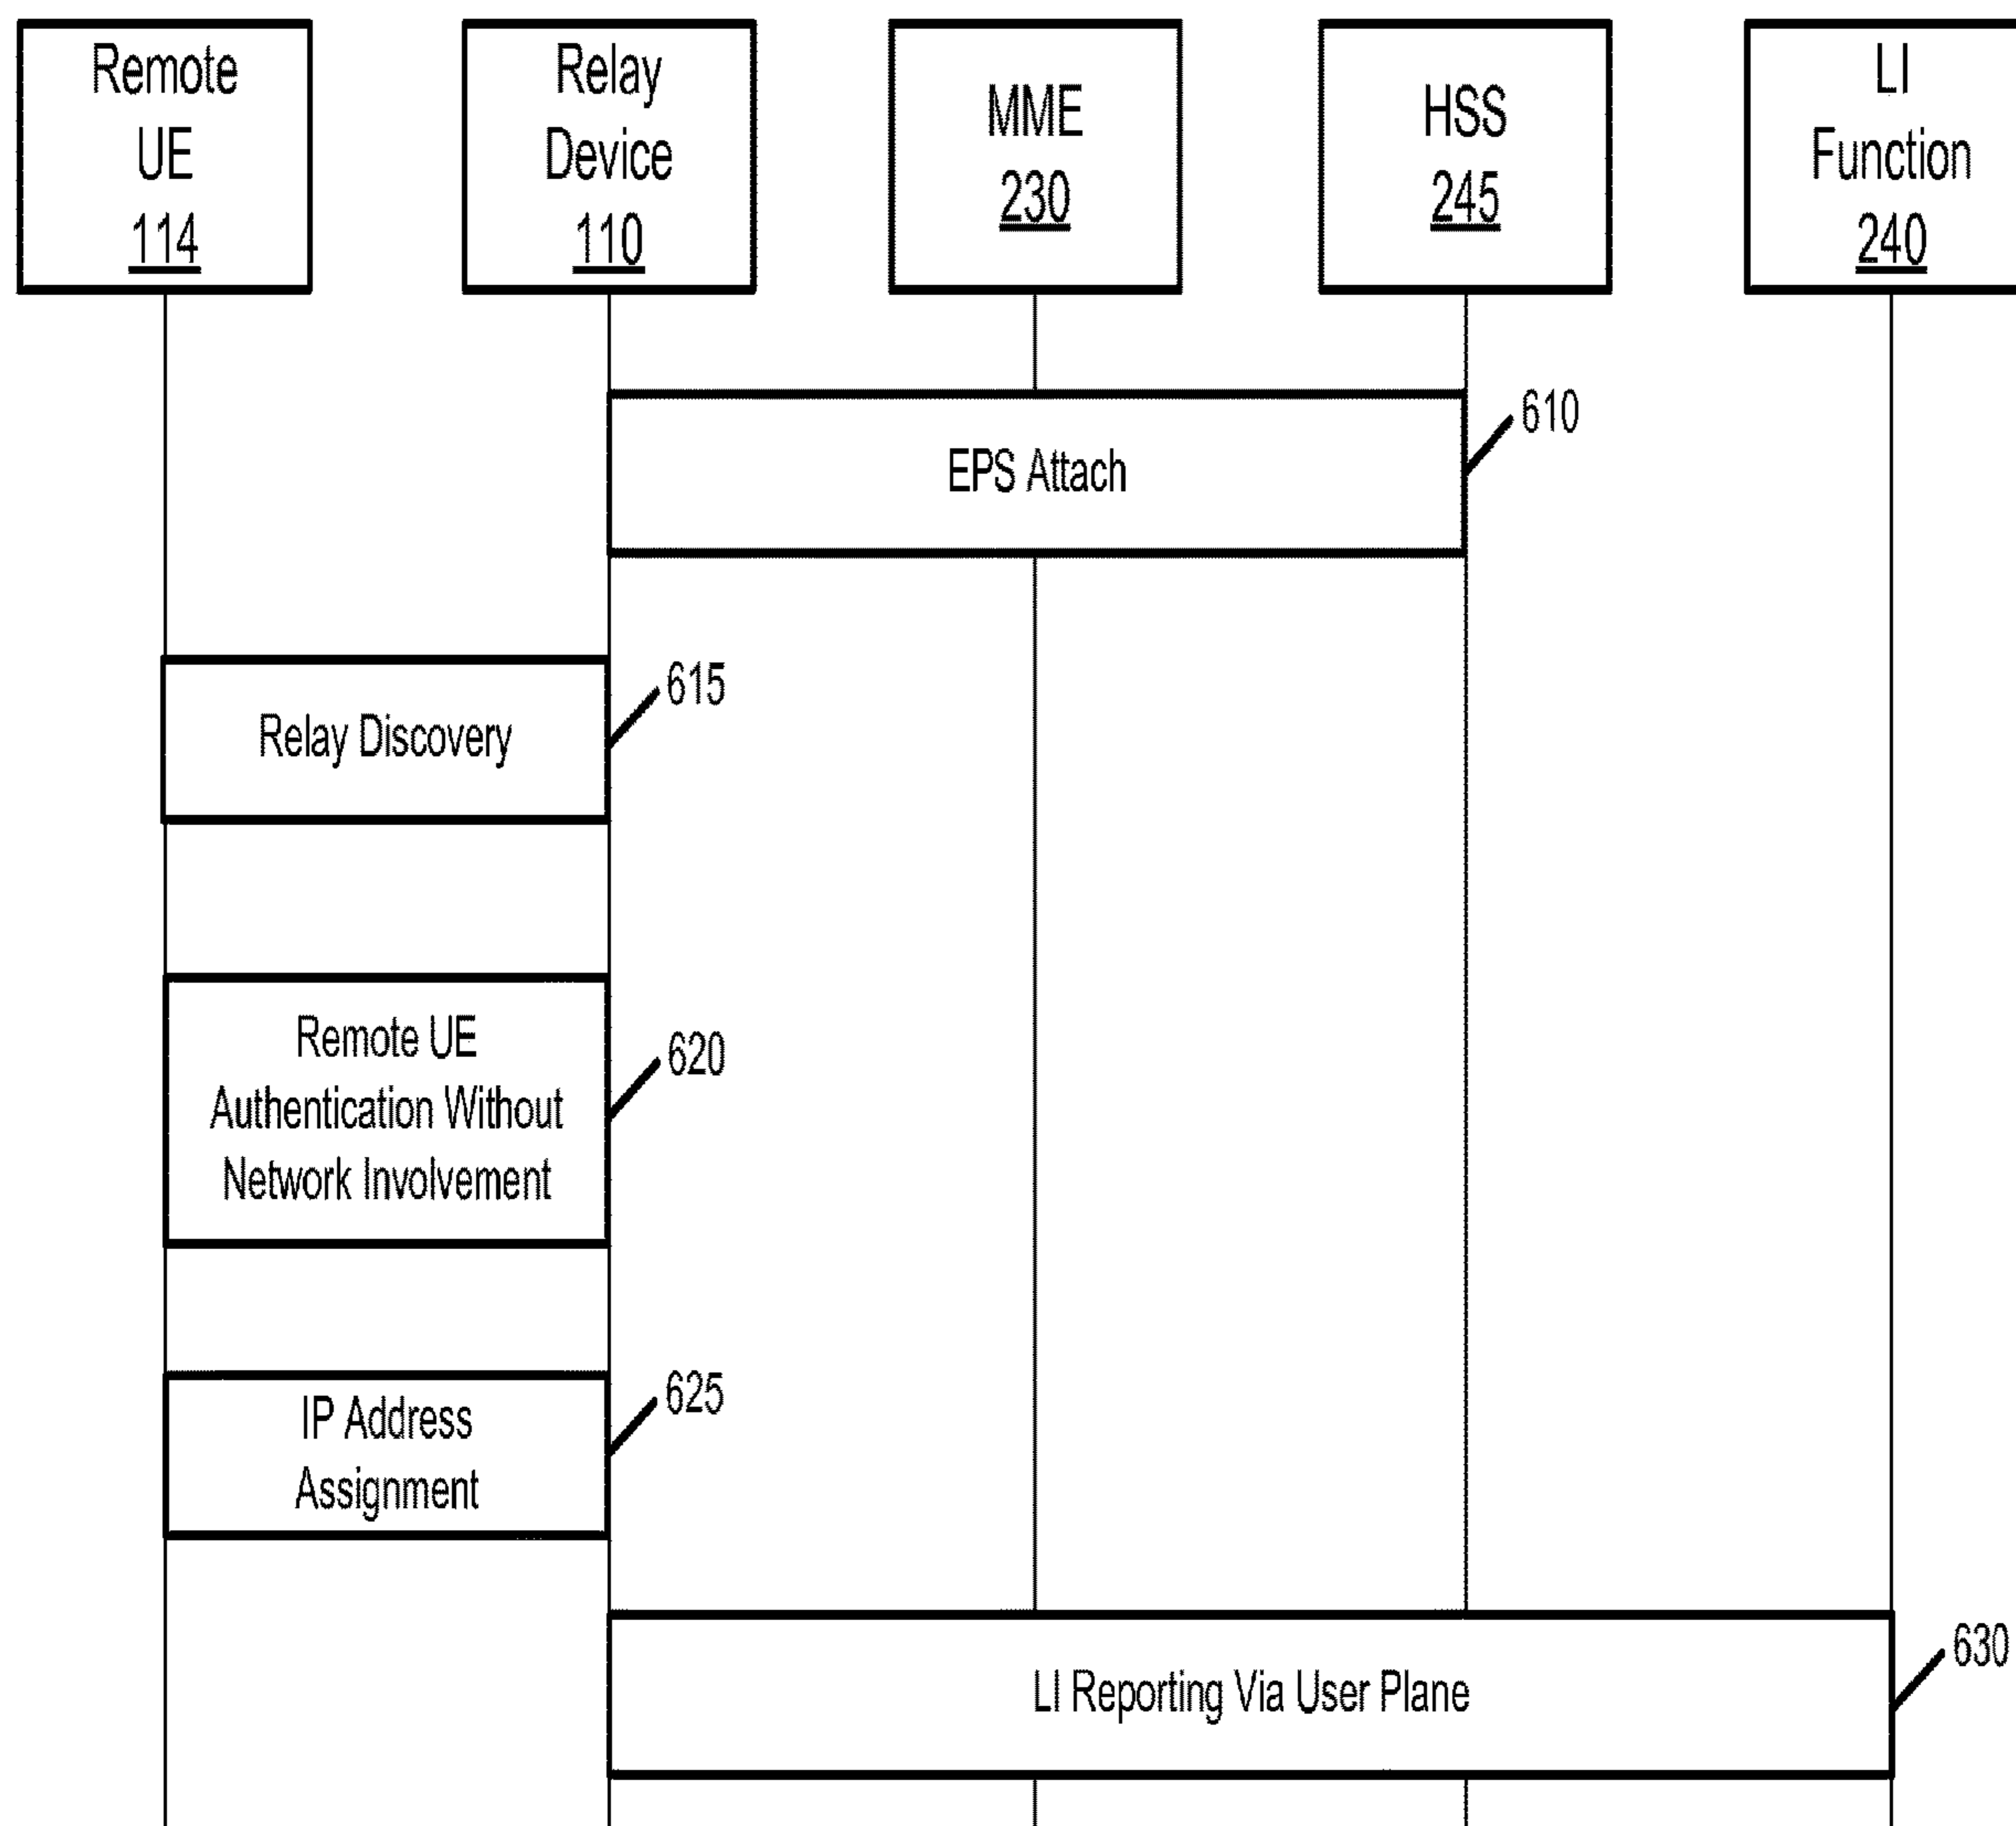 Remote
UE
114
Relay
Device
110
MME
230
HSS
245
LI
Function
240
EPS Attach
610
Relay Discovery
615
Remote UE
Authentication Without
Network Involvement
620
IP Address
Assignment
625
LI Reporting Via User Plane
630